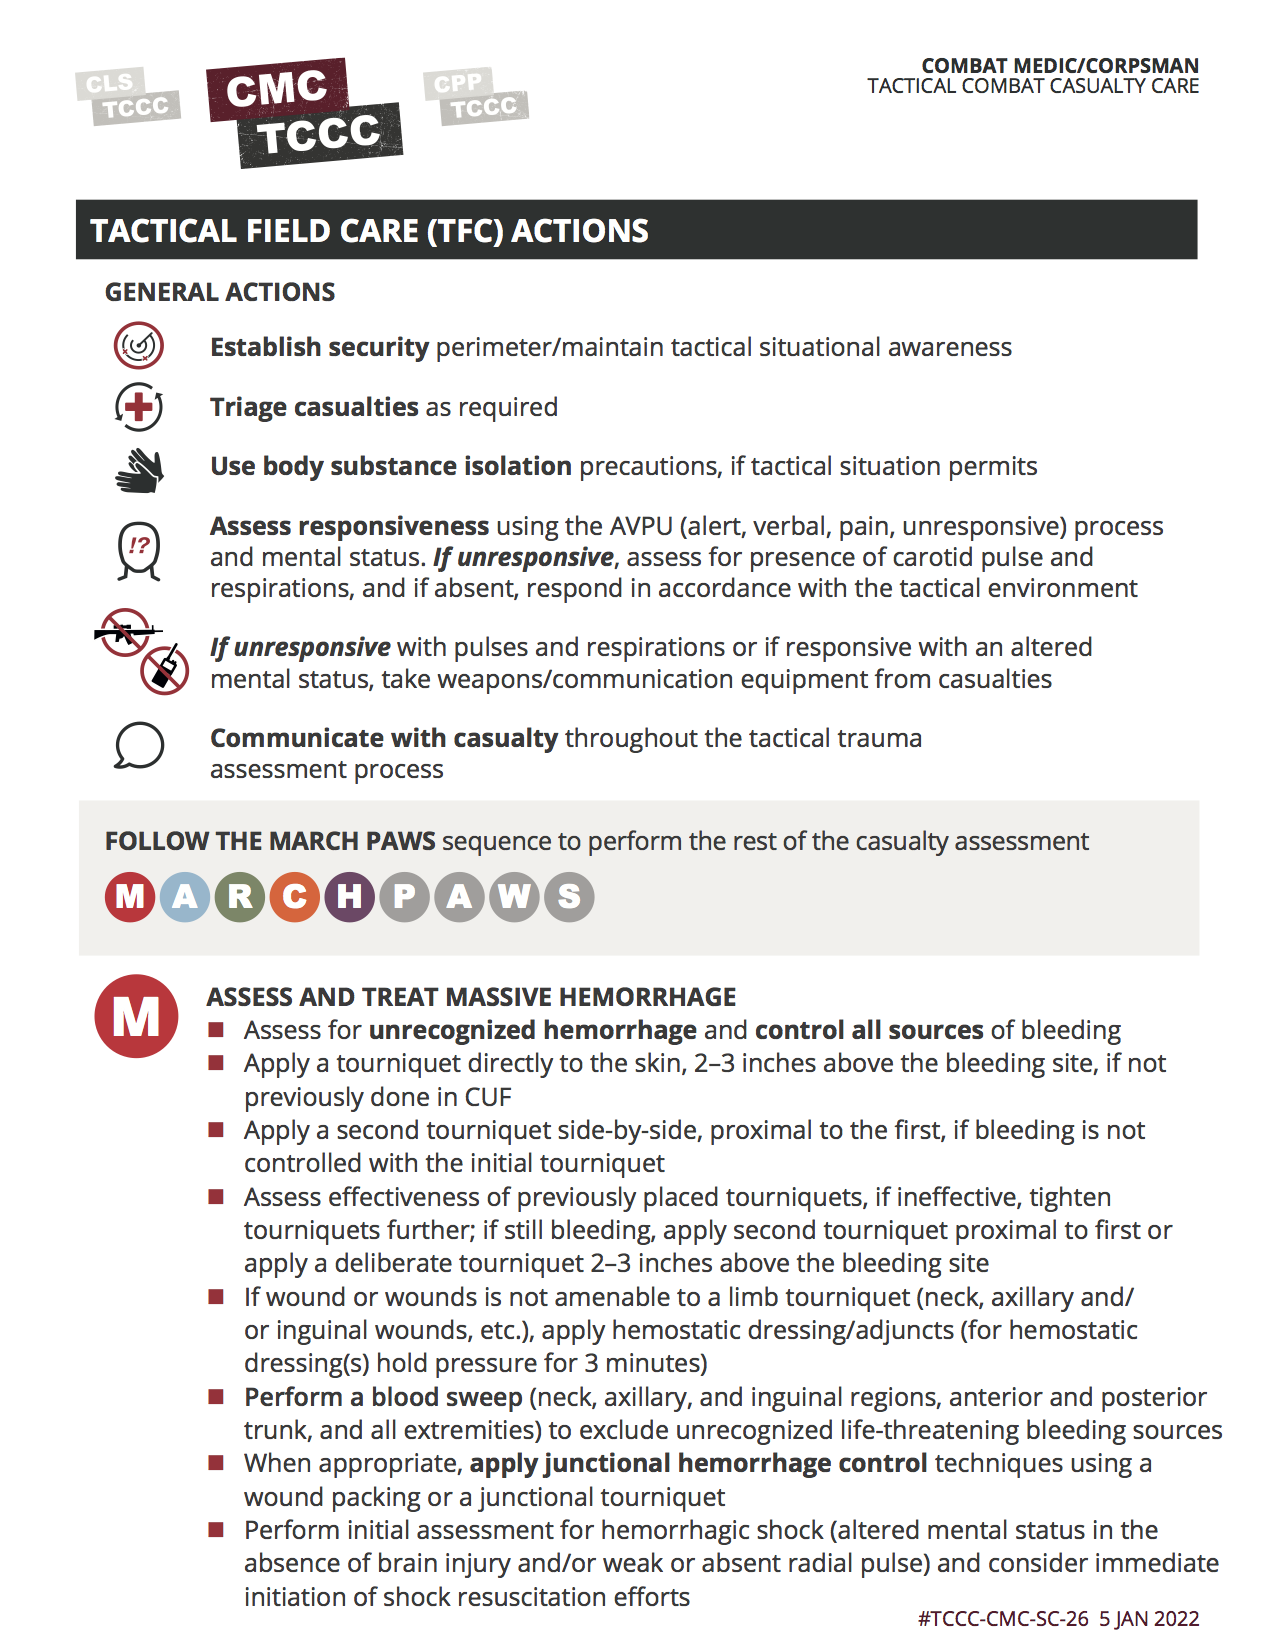 CLS
TCCC
CMC
TCCC
CPP
TCCC
COMBAT MEDIC/CORPSMAN
TACTICAL COMBAT CASUALTY CARE
TACTICAL FIELD CARE (TFC) ACTIONS
GENERAL ACTIONS
Establish security perimeter/maintain tactical situational awareness
Triage casualties as required
Use body substance isolation precautions, if tactical situation permits
!?
Assess responsiveness using the AVPU (alert, verbal, pain, unresponsive) process
and mental status. If unresponsive, assess for presence of carotid pulse and
respirations, and if absent, respond in accordance with the tactical environment
If unresponsive with pulses and respirations or if responsive with an altered
mental status, take weapons/communication equipment from casualties
Communicate with casualty throughout the tactical trauma
assessment process
FOLLOW THE MARCH PAWS sequence to perform the rest of the casualty assessment
M A R C H P A W S
M
ASSESS AND TREAT MASSIVE HEMORRHAGE
■ Assess for unrecognized hemorrhage and control all sources of bleeding
■ Apply a tourniquet directly to the skin, 2–3 inches above the bleeding site, if not
previously done in CUF
■ Apply a second tourniquet side-by-side, proximal to the first, if bleeding is not
controlled with the initial tourniquet
■ Assess effectiveness of previously placed tourniquets, if ineffective, tighten
tourniquets further; if still bleeding, apply second tourniquet proximal to first or
apply a deliberate tourniquet 2–3 inches above the bleeding site
■ If wound or wounds is not amenable to a limb tourniquet (neck, axillary and/
or inguinal wounds, etc.), apply hemostatic dressing/adjuncts (for hemostatic
dressing(s) hold pressure for 3 minutes)
■ Perform a blood sweep (neck, axillary, and inguinal regions, anterior and posterior
trunk, and all extremities) to exclude unrecognized life-threatening bleeding sources
■ When appropriate, apply junctional hemorrhage control techniques using a
wound packing or a junctional tourniquet
■ Perform initial assessment for hemorrhagic shock (altered mental status in the
absence of brain injury and/or weak or absent radial pulse) and consider immediate
initiation of shock resuscitation efforts
#TCCC-CMC-SC-26 5 JAN 2022